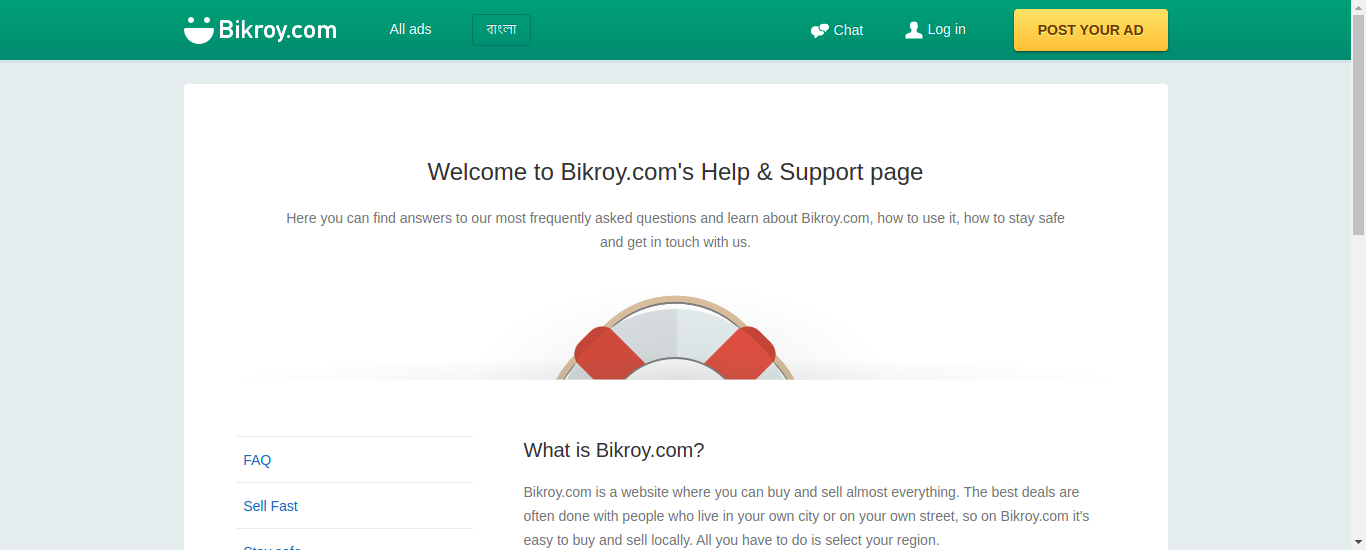 Bikroy.com
All ads
বাংলা
Chat
Log in
POST YOUR AD
Welcome to Bikroy.com's Help & Support page
Here you can find answers to our most frequently asked questions and learn about Bikroy.com, how to use it, how to stay safe
and get in touch with us.
FAQ
Sell Fast
Stay safe
What is Bikroy.com?
Bikroy.com is a website where you can buy and sell almost everything. The best deals are
often done with people who live in your own city or on your own street, so on Bikroy.com it's
easy to buy and sell locally. All you have to do is select your region.